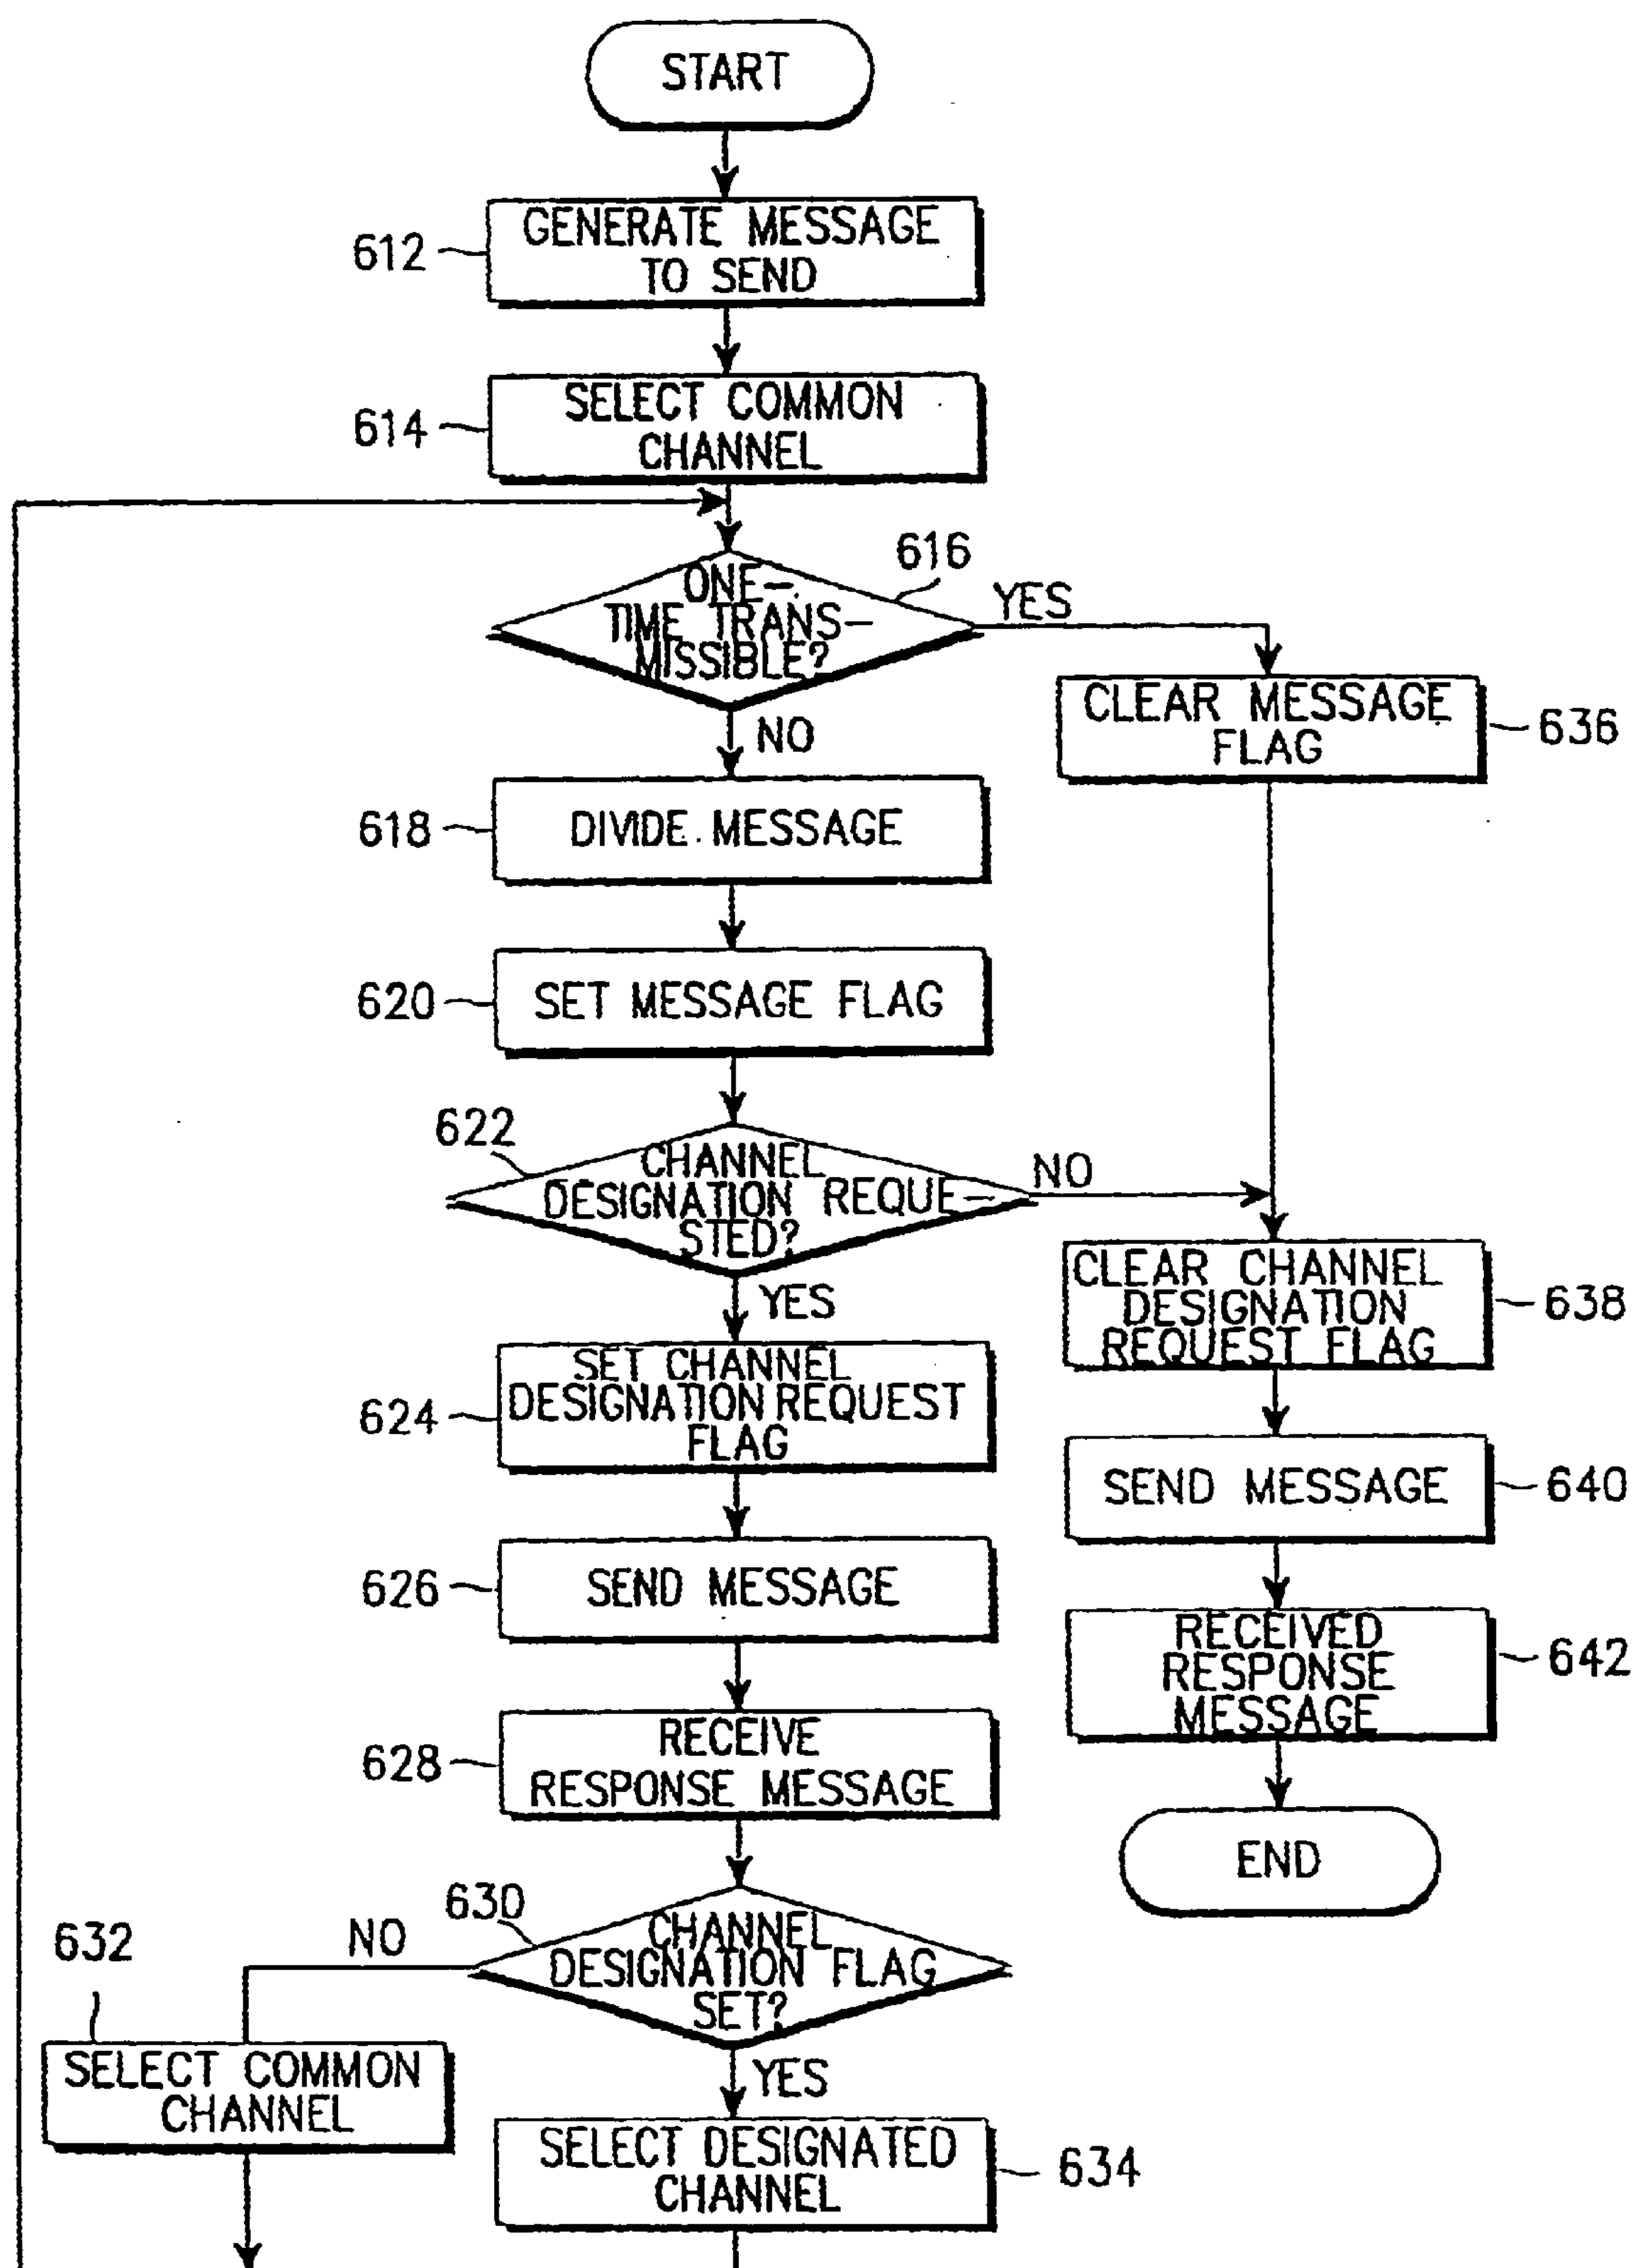 START
612
GENERATE MESSAGE
TO SEND
614
SELECT COMMON
CHANNEL
616
ONE-
TIME TRANS-
MISSIBLE?
YES
NO
CLEAR MESSAGE
FLAG
636
618
DIVIDE MESSAGE
620
SET MESSAGE FLAG
622
CHANNEL
DESIGNATION REQUE-
STED?
NO
YES
CLEAR CHANNEL
DESIGNATION
REQUEST FLAG
638
624
SET CHANNEL
DESIGNATION REQUEST
FLAG
SEND MESSAGE
640
626
SEND MESSAGE
RECEIVED
RESPONSE
MESSAGE
642
628
RECEIVE
RESPONSE MESSAGE
END
630
CHANNEL
DESIGNATION FLAG
SET?
NO
YES
632
SELECT COMMON
CHANNEL
SELECT DESIGNATED
CHANNEL
634